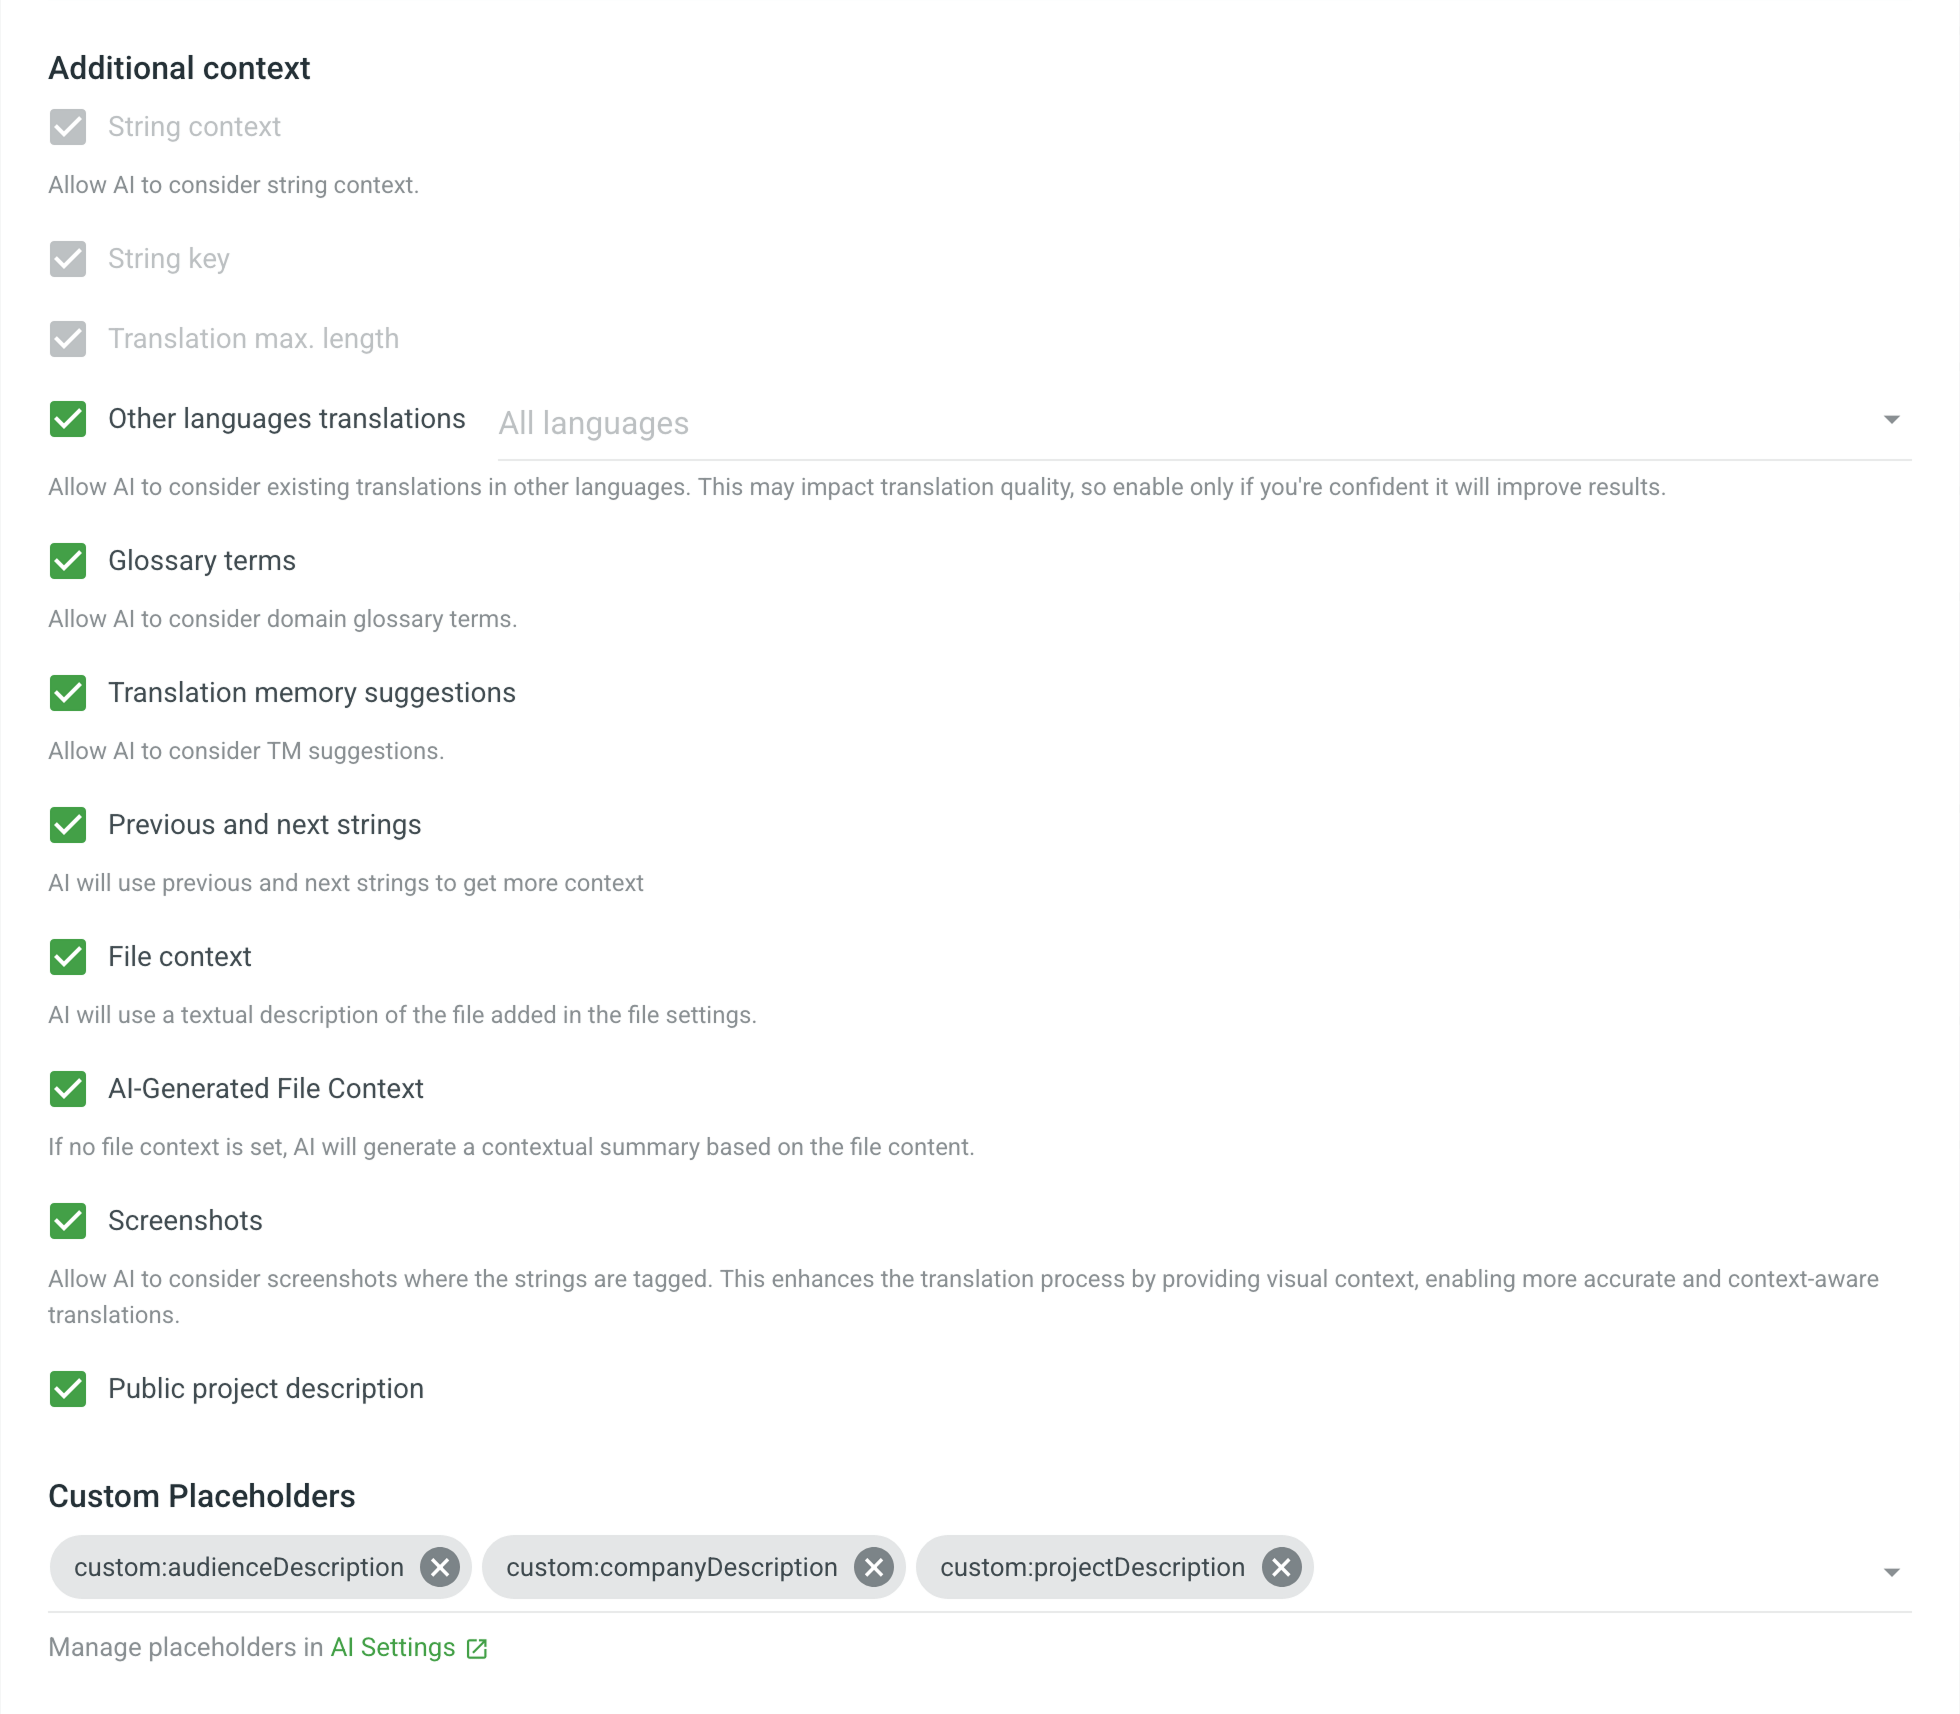 Additional context
String context
Allow AI to consider string context.
String key
Translation max. length
Other languages translations All languages
Allow AI to consider existing translations in other languages. This may impact translation quality, so enable only if you're confident it will improve results.
Glossary terms
Allow AI to consider domain glossary terms.
Translation memory suggestions
Allow AI to consider TM suggestions.
Previous and next strings
AI will use previous and next strings to get more context
File context
AI will use a textual description of the file added in the file settings.
AI-Generated File Context
If no file context is set, AI will generate a contextual summary based on the file content.
Screenshots
Allow AI to consider screenshots where the strings are tagged. This enhances the translation process by providing visual context, enabling more accurate and context-aware
translations.
Public project description
Custom Placeholders
custom:audienceDescription custom:companyDescription custom:projectDescription
Manage placeholders in AI Settings